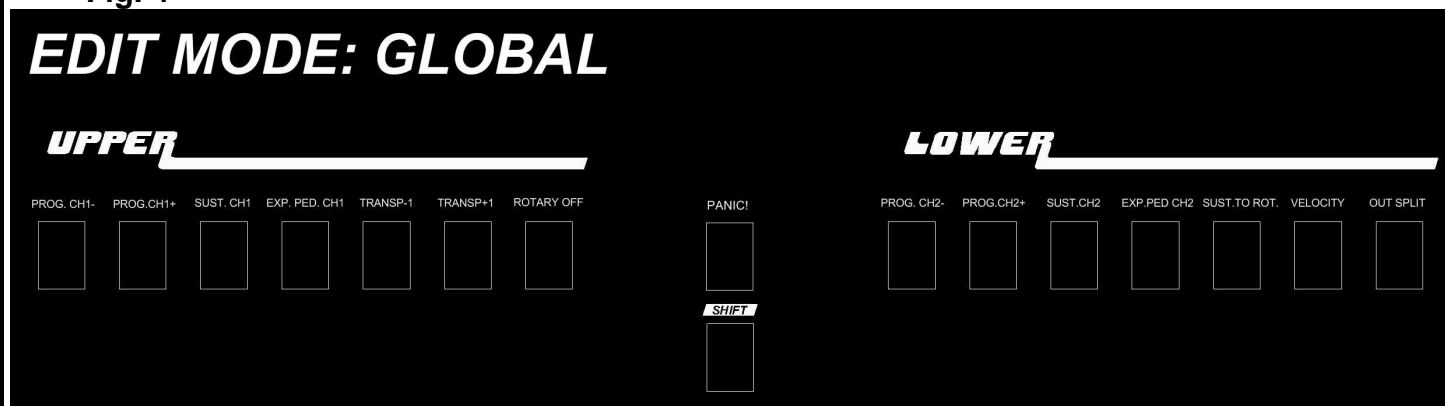 EDIT MODE: GLOBAL
UPPER
LOWER
PROG. CH1- PROG.CH1+ SUST. CH1 EXP. PED. CH1 TRANSP-1 TRANSP+1 ROTARY OFF
PANIC!
PROG. CH2- PROG.CH2+ SUST.CH2 EXP.PED CH2 SUST.TO ROT. VELOCITY OUT SPLIT
SHIFT